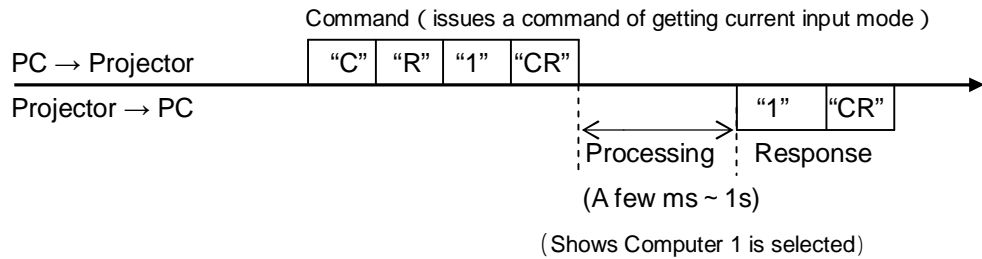 Command ( issues a command of getting current input mode )
PC → Projector “C” “R” “1” “CR”
Projector → PC “1” “CR”
Processing Response
(A few ms ~ 1s)
(Shows Computer 1 is selected)